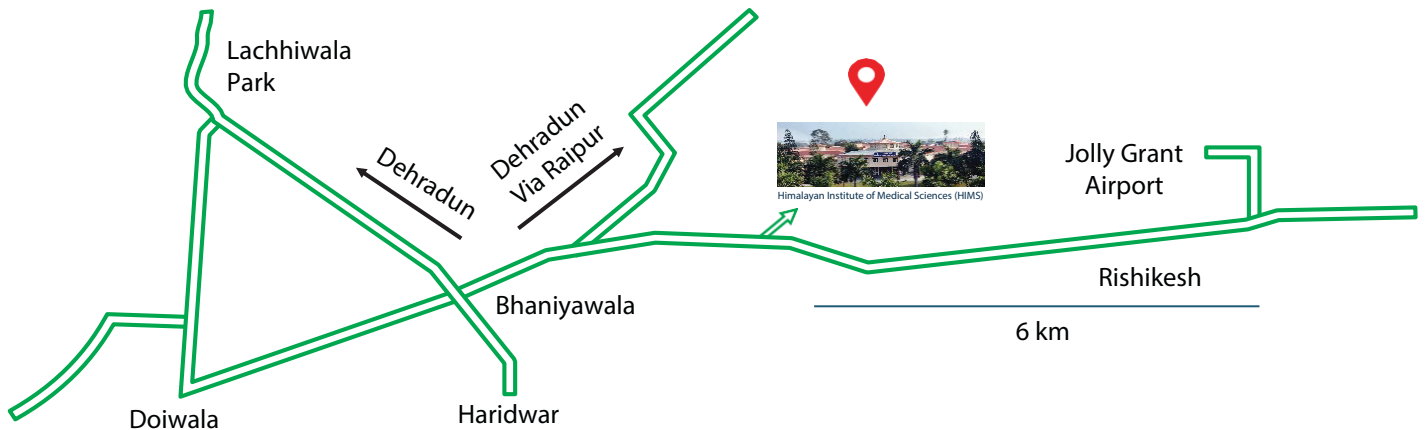 Lachhiwala
Park
Dehradun
Dehradun
Via Raipur
Himalayan Institute of Medical Sciences (HIMS)
Jolly Grant
Airport
Bhaniyawala
Rishikesh
6 km
Doiwala
Haridwar